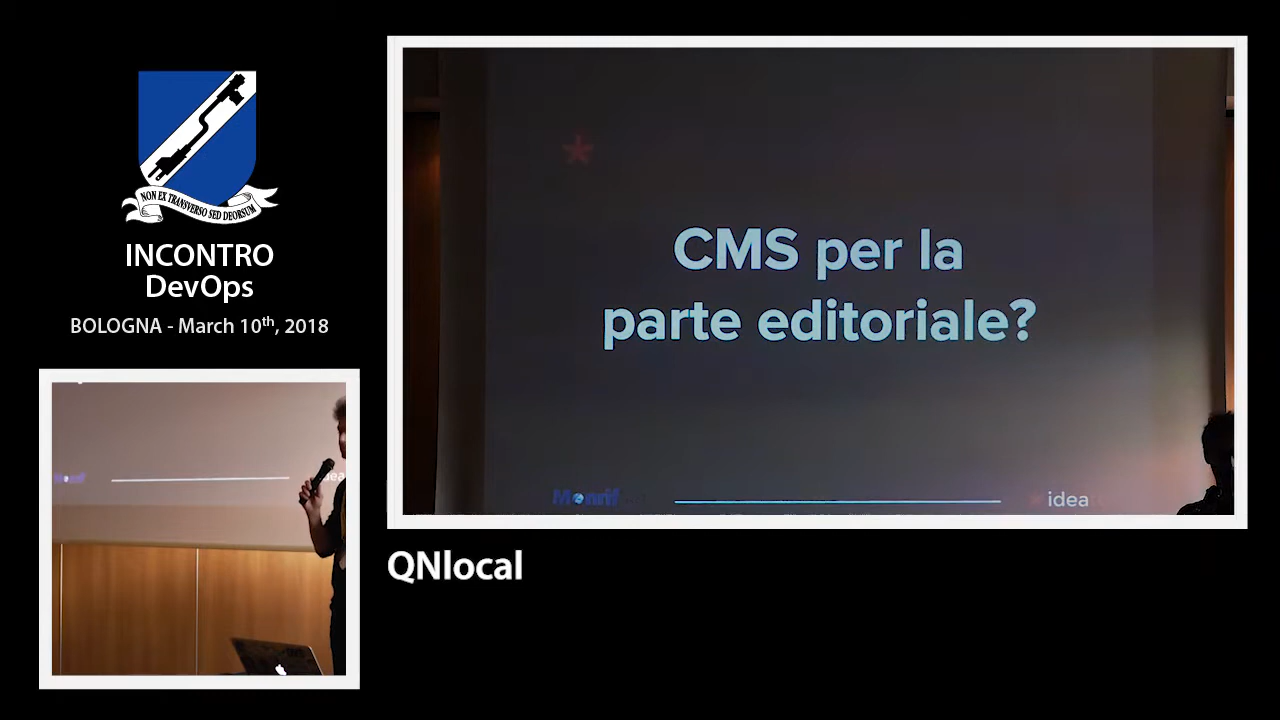 NON EX TRANSVERSO SED DEORSUM
INCONTRO
DevOps
BOLOGNA - March 10th, 2018
CMS per la
parte editoriale?
Monrif
idea
idea
QNlocal